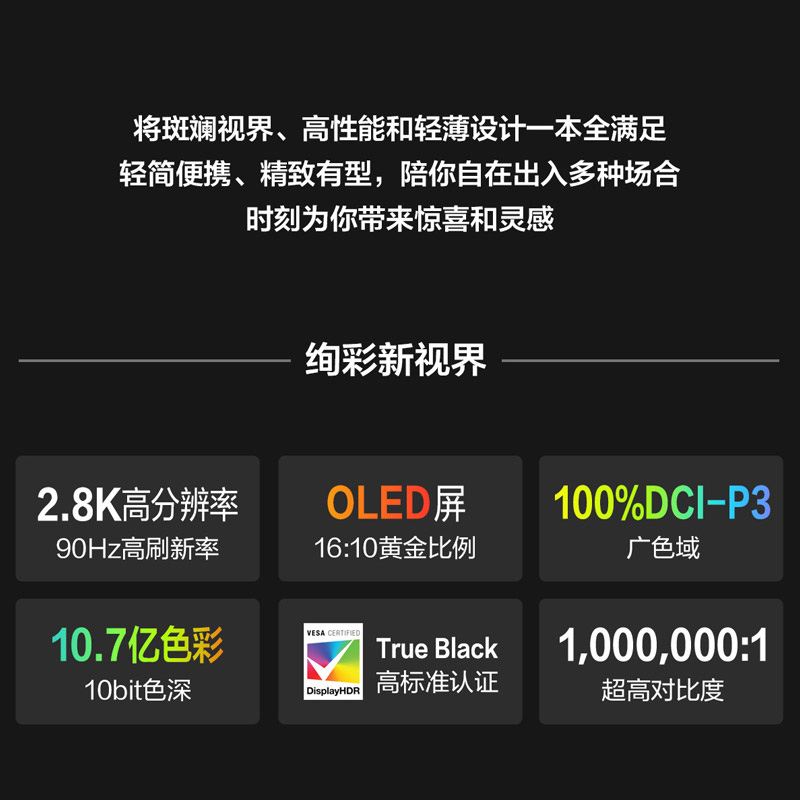 将斑斓视界、高性能和轻薄设计一本全满足
轻简便携、精致有型，陪你自在出入多种场合
时刻为你带来惊喜和灵感
绚彩新视界
2.8K高分辨率
90Hz高刷新率
OLED屏
16:10黄金比例
100%DCI-P3
广色域
10.7亿色彩
10bit色深
VESA CERTIFIED
DisplayHDR
True Black
高标准认证
1,000,000:1
超高对比度